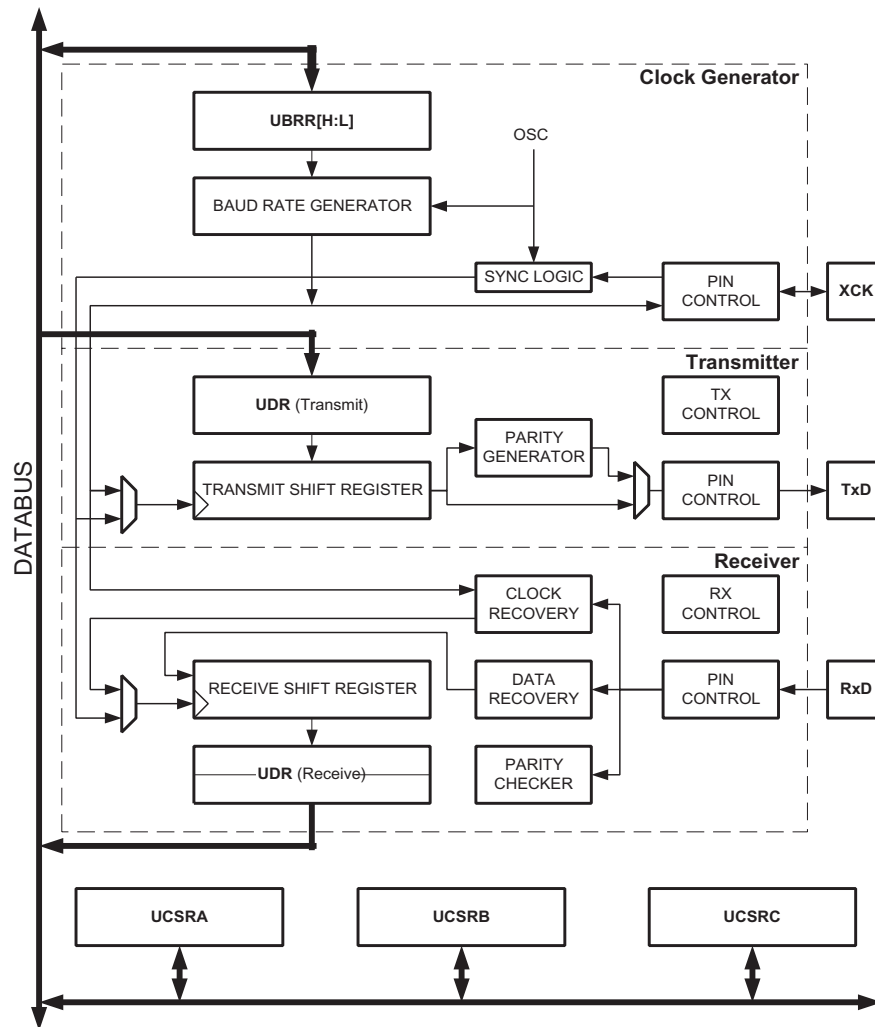 Clock Generator
UBRR[H:L]
OSC
BAUD RATE GENERATOR
SYNC LOGIC
PIN
CONTROL
XCK
Transmitter
UDR (Transmit)
TX
CONTROL
PARITY
GENERATOR
TRANSMIT SHIFT REGISTER
PIN
CONTROL
TxD
DATABUS
Receiver
CLOCK
RECOVERY
RX
CONTROL
RECEIVE SHIFT REGISTER
DATA
RECOVERY
PIN
CONTROL
RxD
UDR (Receive)
PARITY
CHECKER
UCSRA
UCSRB
UCSRC